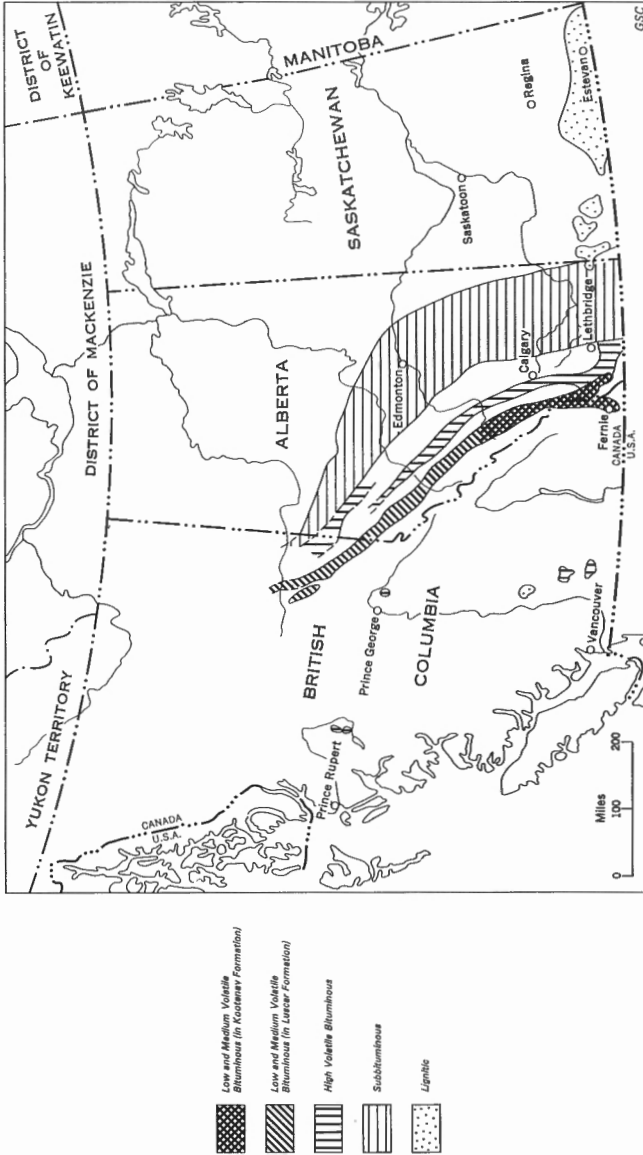 DISTRICT
OF
KEEWATIN
YUKON TERRITORY
DISTRICT OF MACKENZIE
MANITOBA
SASKATCHEWAN
ALBERTA
BRITISH
COLUMBIA
CANADA
U.S.A.
Prince Rupert
Prince George
Edmonton
Saskatoon
Regina
Estevan
Calgary
Lethbridge
Fernie
CANADA
U.S.A.
Vancouver
Miles
0 100 200
GSC
Low and Medium Volatile
Bituminous (in Kootenay Formation)
Low and Medium Volatile
Bituminous (in Luscar Formation)
High Volatile Bituminous
Subbituminous
Lignitic